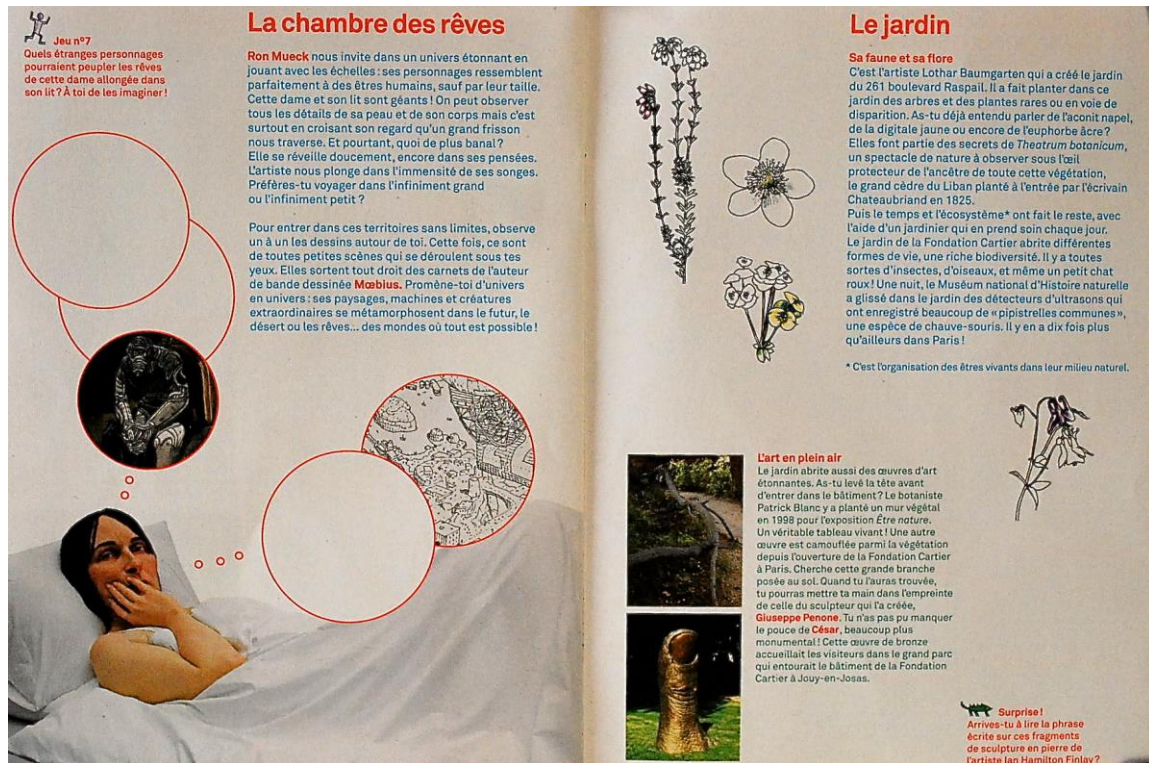 Jeu nº7
Quels étranges personnages
pourraient peupler les rêves
de cette dame allongée dans
son lit ? À toi de les imaginer !
La chambre des rêves
Ron Mueck nous invite dans un univers étonnant en
jouant avec les échelles : ses personnages ressemblent
parfaitement à des êtres humains, sauf par leur taille.
Cette dame et son lit sont géants ! On peut observer
tous les détails de sa peau et de son corps mais c'est
surtout en croisant son regard qu'un grand frisson
nous traverse. Et pourtant, quoi de plus banal ?
Elle se réveille doucement, encore dans ses pensées.
L'artiste nous plonge dans l'immensité de ses songes.
Préfères-tu voyager dans l'infiniment grand
ou l'infiniment petit ?
Pour entrer dans ces territoires sans limites, observe
un à un les dessins autour de toi. Cette fois, ce sont
de toutes petites scènes qui se déroulent sous tes
yeux. Elles sortent tout droit des carnets de l'auteur
de bande dessinée Mœbius. Promène-toi d'univers
en univers : ses paysages, machines et créatures
extraordinaires se métamorphosent dans le futur, le
désert ou les rêves... des mondes où tout est possible !
Le jardin
Sa faune et sa flore
C'est l'artiste Lothar Baumgarten qui a créé le jardin
du 261 boulevard Raspail. Il a fait planter dans ce
jardin des arbres et des plantes rares ou en voie de
disparition. As-tu déjà entendu parler de l'aconit napel,
de la digitale jaune ou encore de l'euphorbe âcre ?
Elles font partie des secrets de Theatrum botanicum,
un spectacle de nature à observer sous l'œil
protecteur de l'ancêtre de toute cette végétation,
le grand cèdre du Liban planté à l'entrée par l'écrivain
Chateaubriand en 1825.
Puis le temps et l'écosystème* ont fait le reste, avec
l'aide d'un jardinier qui en prend soin chaque jour.
Le jardin de la Fondation Cartier abrite différentes
formes de vie, une riche biodiversité. Il y a toutes
sortes d'insectes, d'oiseaux, et même un petit chat
roux ! Une nuit, le Muséum national d'Histoire naturelle
a glissé dans le jardin des détecteurs d'ultrasons qui
ont enregistré beaucoup de « pipistrelles communes »,
une espèce de chauve-souris. Il y en a dix fois plus
qu'ailleurs dans Paris !
* C'est l'organisation des êtres vivants dans leur milieu naturel.
L'art en plein air
Le jardin abrite aussi des œuvres d'art
étonnantes. As-tu levé la tête avant
d'entrer dans le bâtiment ? Le botaniste
Patrick Blanc y a planté un mur végétal
en 1998 pour l'exposition Être nature.
Un véritable tableau vivant ! Une autre
œuvre est camouflée parmi la végétation
depuis l'ouverture de la Fondation Cartier
à Paris. Cherche cette grande branche
posée au sol. Quand tu l'auras trouvée,
tu pourras mettre ta main dans l'empreinte
de celle du sculpteur qui l'a créée,
Giuseppe Penone. Tu n'as pas pu manquer
le pouce de César, beaucoup plus
monumental ! Cette œuvre de bronze
accueillait les visiteurs dans le grand parc
qui entourait le bâtiment de la Fondation
Cartier à Jouy-en-Josas.
Surprise !
Arrives-tu à lire la phrase
écrite sur ces fragments
de sculpture en pierre de
l'artiste Ian Hamilton Finlay ?